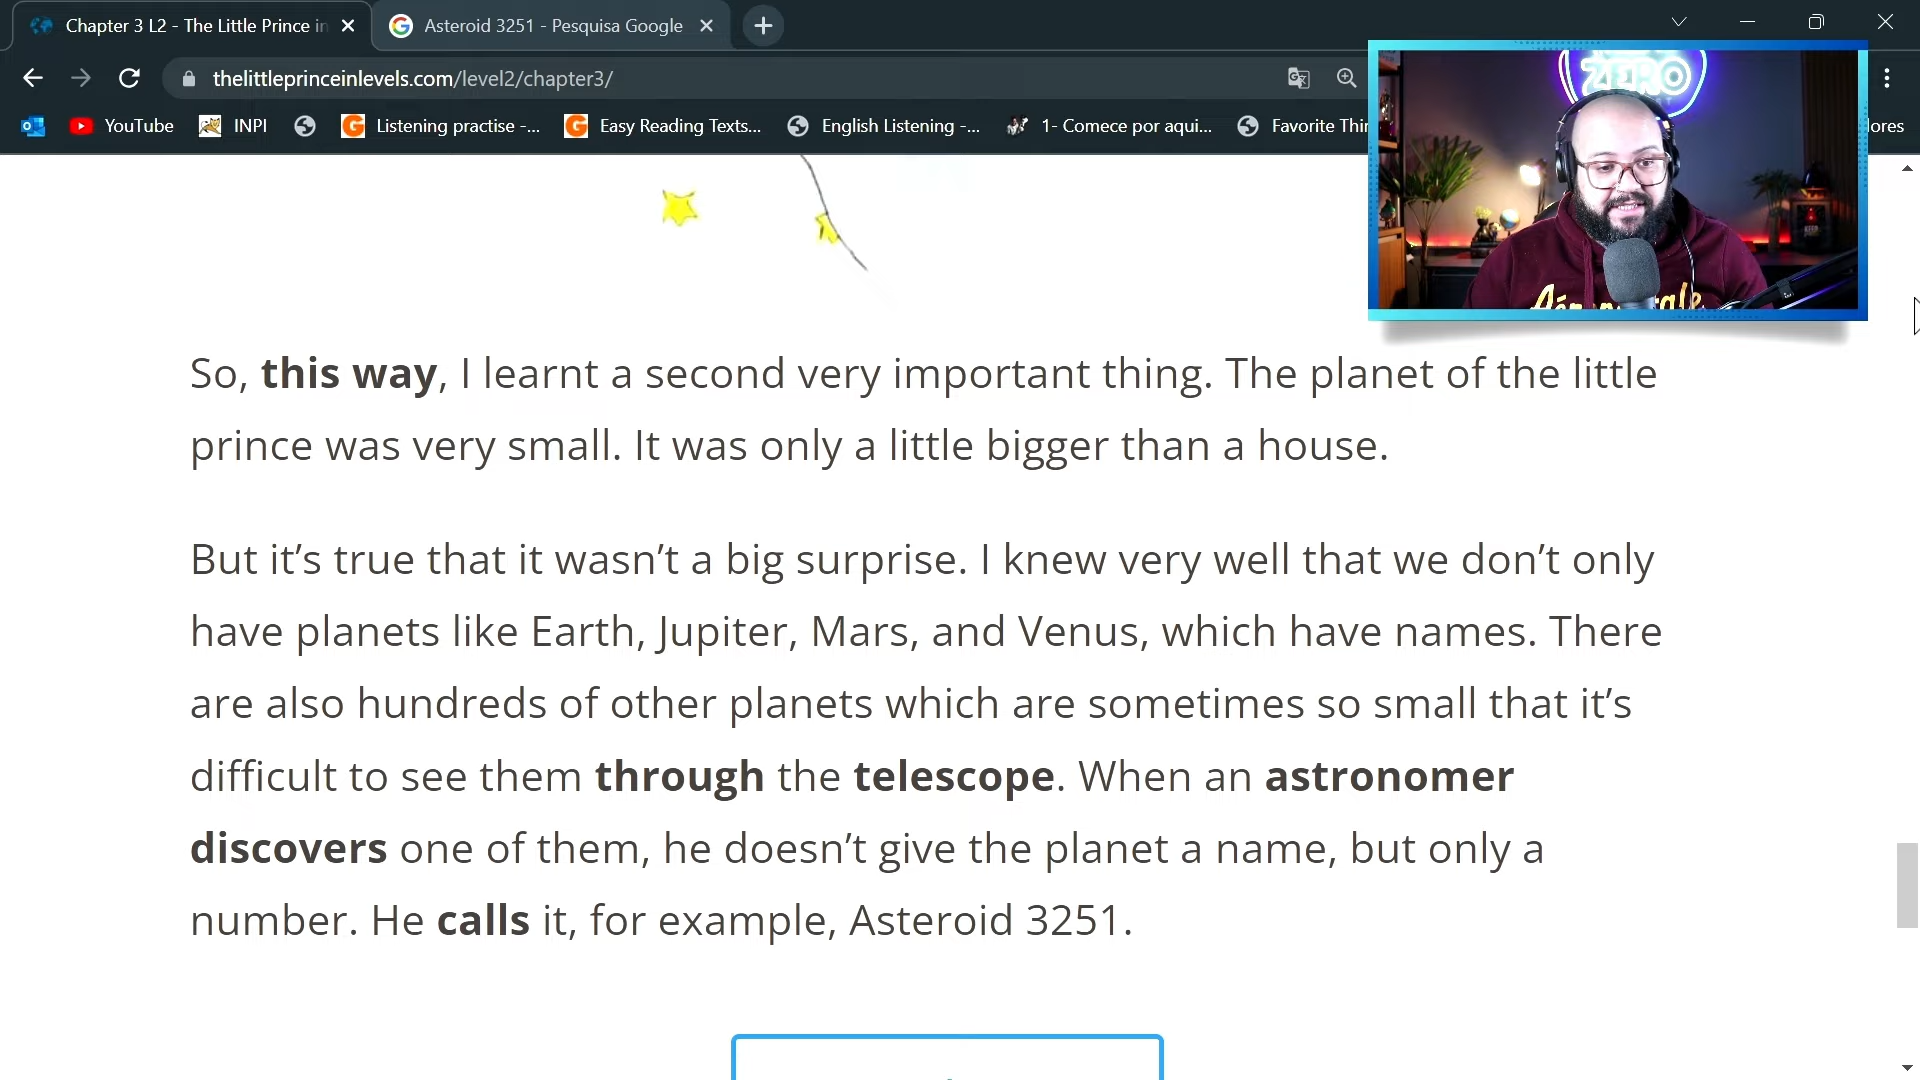 Chapter 3 L2 - The Little Prince in
Asteroid 3251 - Pesquisa Google
thelittleprinceinlevels.com/level2/chapter3/
YouTube
INPI
Listening practise -...
Easy Reading Texts...
English Listening -...
1- Comece por aqui...
Favorite Thi
ores
ZERO
So, this way, I learnt a second very important thing. The planet of the little
prince was very small. It was only a little bigger than a house.
But it’s true that it wasn’t a big surprise. I knew very well that we don’t only
have planets like Earth, Jupiter, Mars, and Venus, which have names. There
are also hundreds of other planets which are sometimes so small that it’s
difficult to see them through the telescope. When an astronomer
discovers one of them, he doesn’t give the planet a name, but only a
number. He calls it, for example, Asteroid 3251.